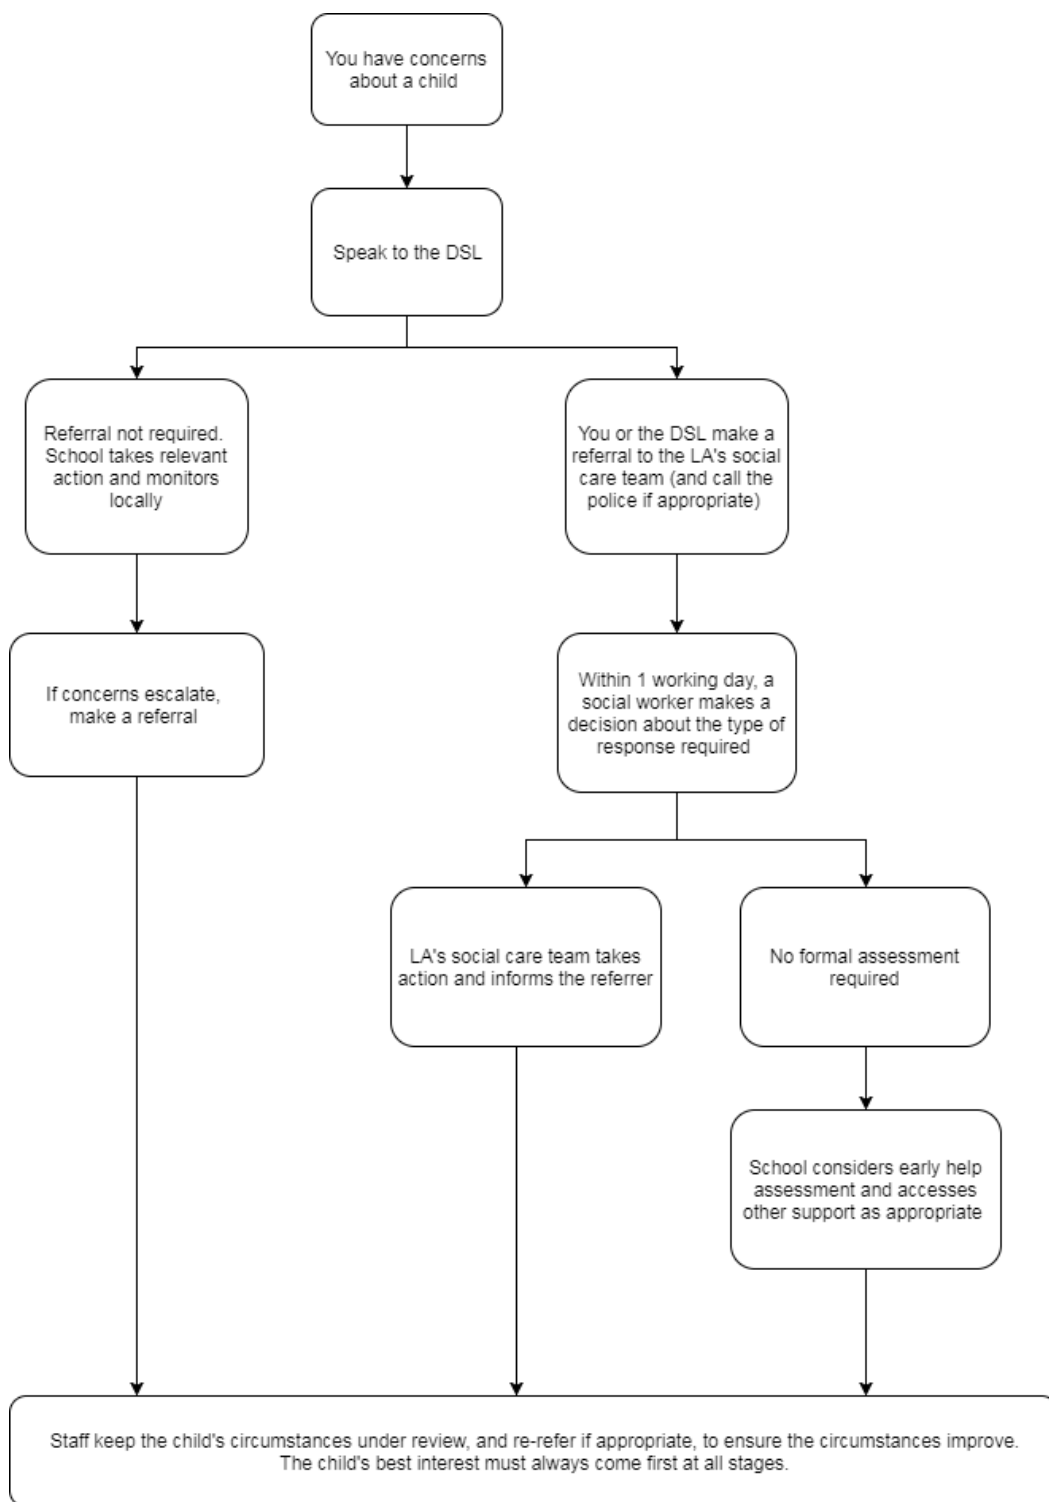 You have concerns
about a child
Speak to the DSL
Referral not required.
School takes relevant
action and monitors
locally
You or the DSL make a
referral to the LA's social
care team (and call the
police if appropriate)
If concerns escalate,
make a referral
Within 1 working day, a
social worker makes a
decision about the type of
response required
LA's social care team takes
action and informs the referrer
No formal assessment
required
School considers early help
assessment and accesses
other support as appropriate
Staff keep the child's circumstances under review, and re-refer if appropriate, to ensure the circumstances improve.
The child's best interest must always come first at all stages.